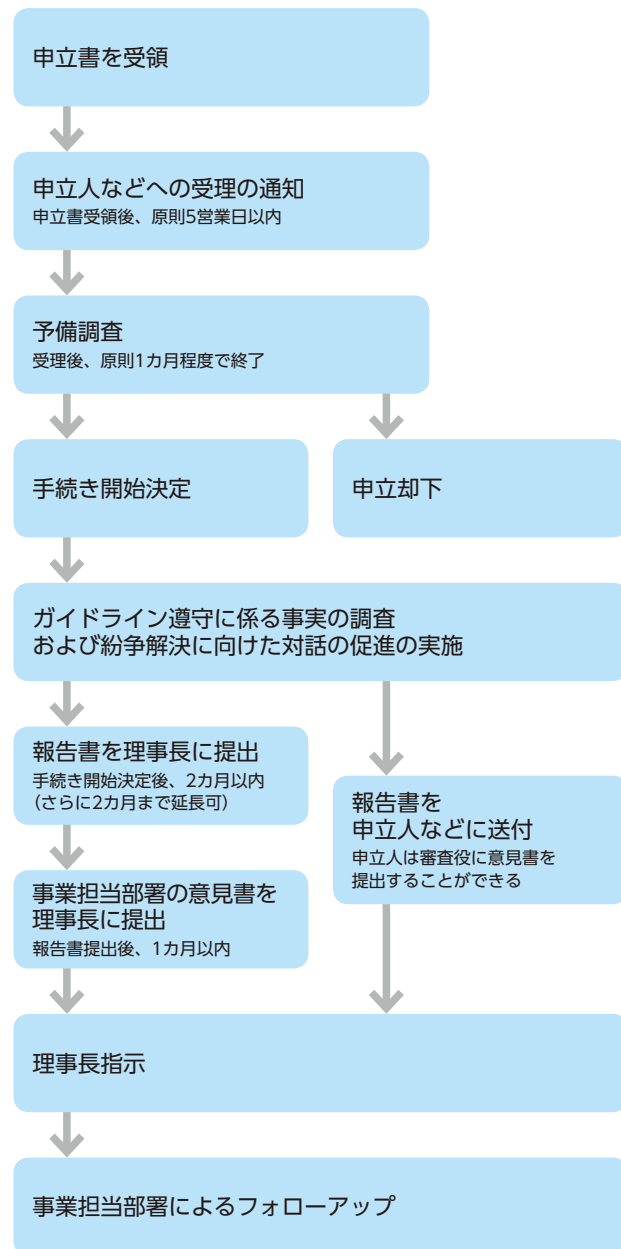 申立書を受領
申立人などへの受理の通知
申立書受領後、原則5営業日以内
予備調査
受理後、原則1カ月程度で終了
手続き開始決定
申立却下
ガイドライン遵守に係る事実の調査
および紛争解決に向けた対話の促進の実施
報告書を理事長に提出
手続き開始決定後、2カ月以内
（さらに2カ月まで延長可）
報告書を
申立人などに送付
申立人は審査役に意見書を
提出することができる
事業担当部署の意見書を
理事長に提出
報告書提出後、1カ月以内
理事長指示
事業担当部署によるフォローアップ